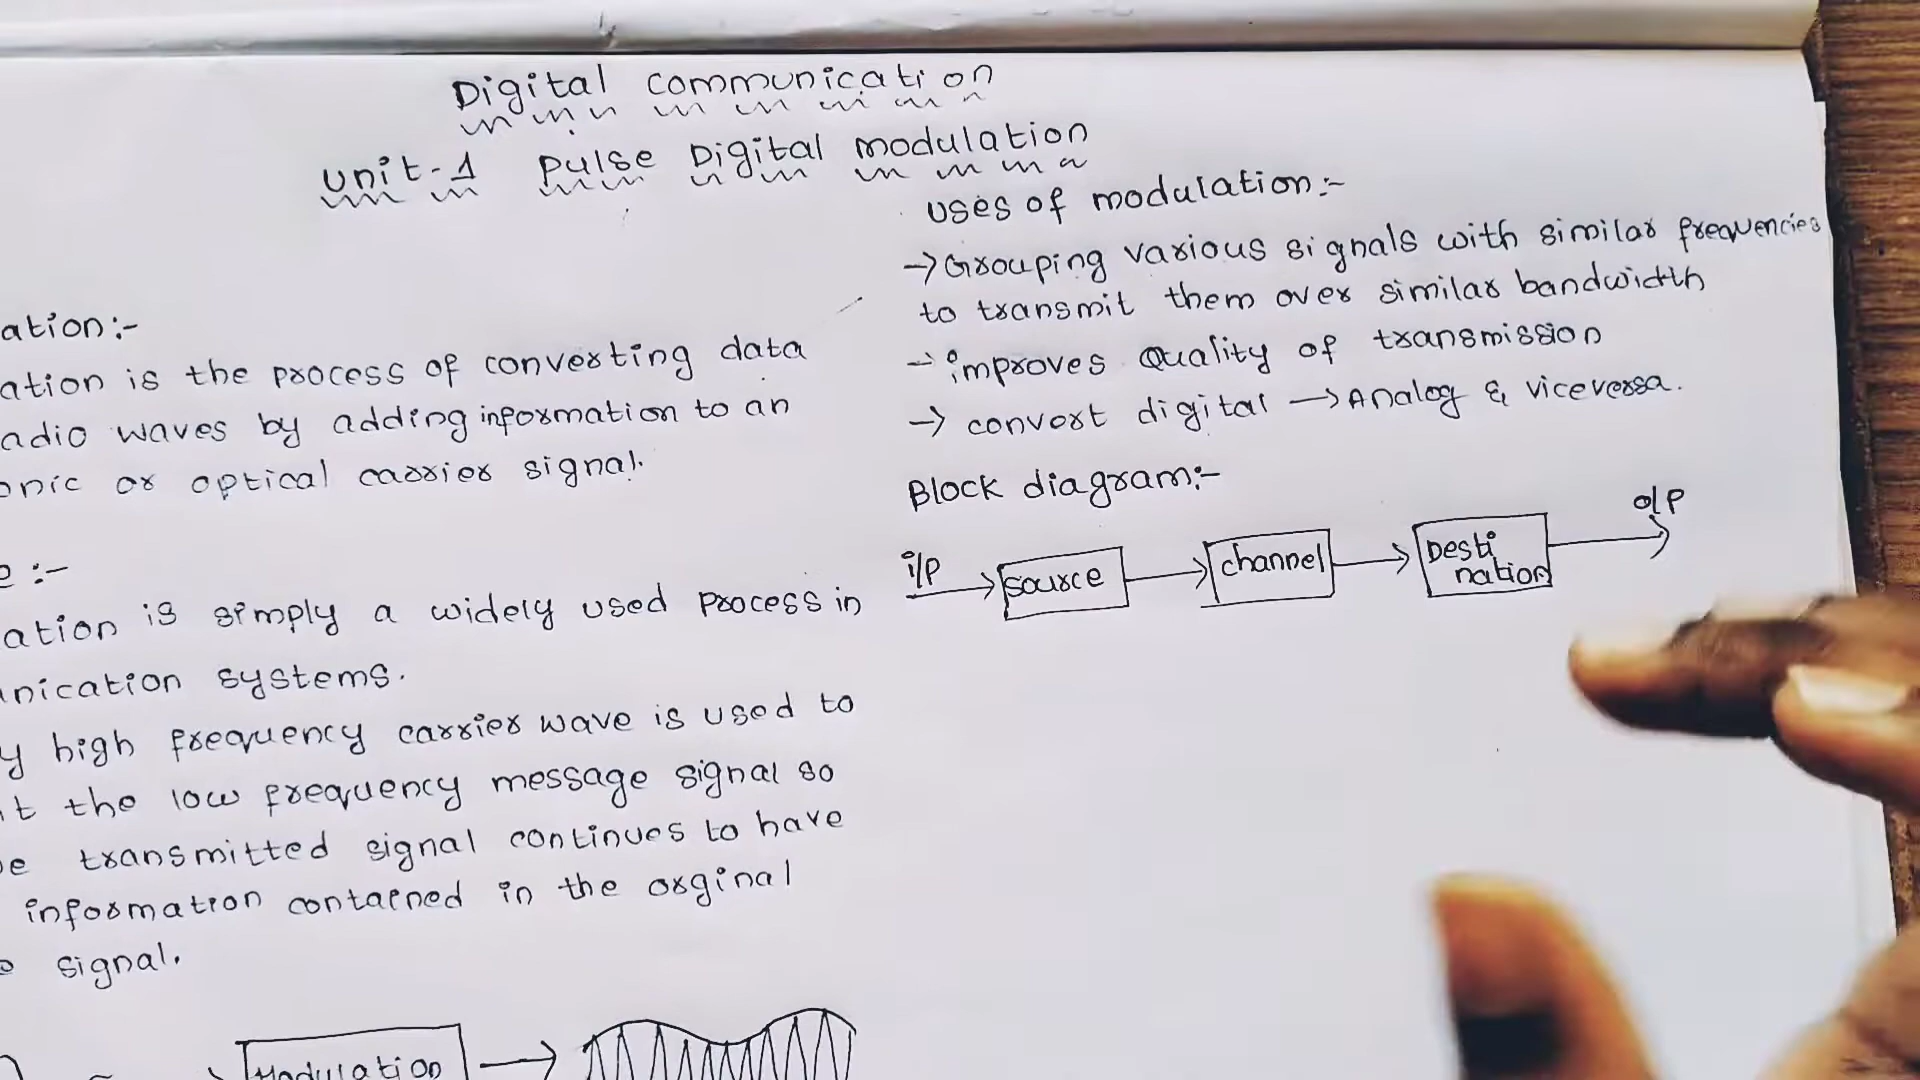 Digital communication
unit-1 pulse Digital modulation
ation:-
ation is the process of converting data
adio waves by adding information to an
onic or optical carrier signal.
e :-
ation is simply a widely used process in
nication systems.
y high frequency carrier wave is used to
t the low frequency message signal so
e transmitted signal continues to have
information contained in the orginal
signal.
Modulation
uses of modulation:-
→ Grouping various signals with similar frequencies
to transmit them over similar bandwidth
→ improves Quality of transmission
→ convert digital → Analog & viceversa.
Block diagram:-
i/P → source → channel → Desti nation → o/P